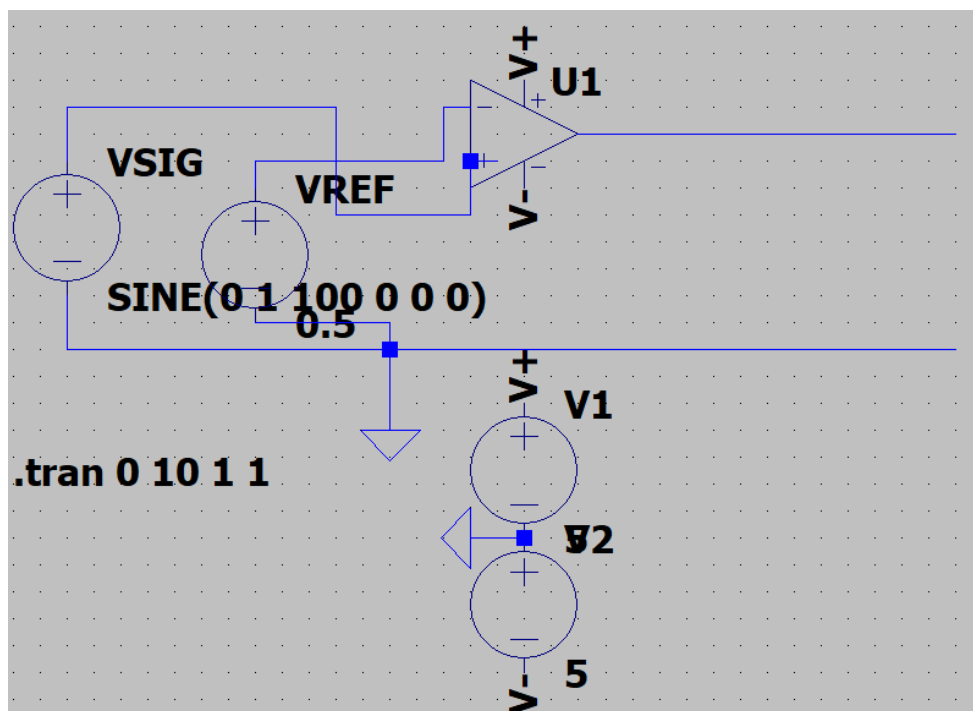 V+
U1
VSIG
VREF
V-
SINE(0 1 100 0 0 0)
0.5
V+
V1
.tran 0 10 1 1
5
V2
5
V-